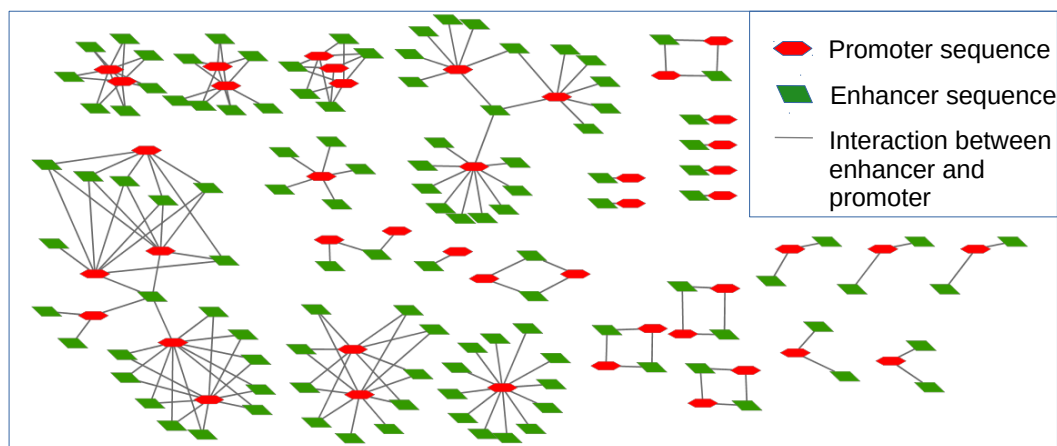 Promoter sequence
Enhancer sequence
Interaction between
enhancer and
promoter